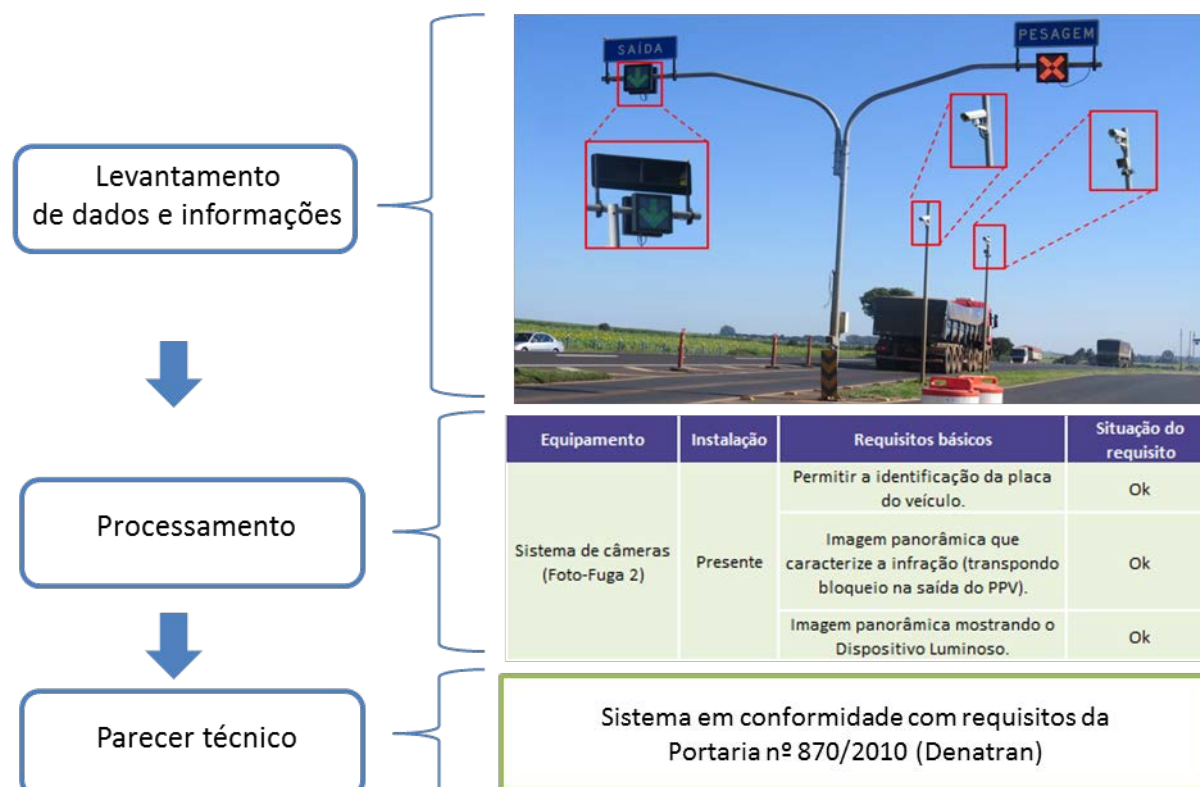 SAÍDA
PESAGEM
Levantamento
de dados e informações
Equipamento
Instalação
Requisitos básicos
Situação do
requisito
Sistema de câmeras
(Foto-Fuga 2)
Presente
Permitir a identificação da placa
do veículo.
Ok
Imagem panorâmica que
caracterize a infração (transpondo
bloqueio na saída do PPV).
Ok
Imagem panorâmica mostrando o
Dispositivo Luminoso.
Ok
Processamento
Parecer técnico
Sistema em conformidade com requisitos da
Portaria nº 870/2010 (Denatran)